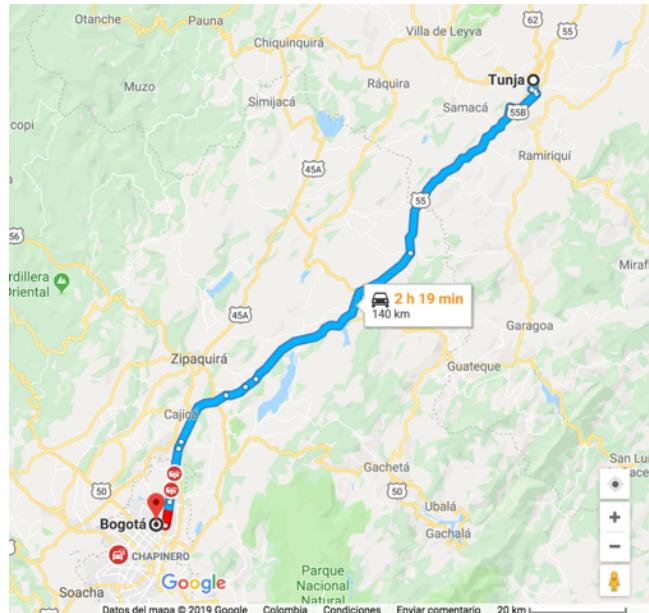 Otanche
Pauna
Villa de Leyva
62
55
Chiquinquirá
Tunja
Muzo
Ráquira
Simijaca
Samacá
55B
copi
Ramiriquí
45A
55
56
Miraf
rdillera
Oriental
2 h 19 min
140 km
45A
Garagoa
Zipaquirá
Guateque
Cajicá
San Lu
Gachetá
50
50
Ubalá
Bogotá
Gachalá
CHAPINERO
Google
Parque
Nacional
Natural
Soacha
Datos del mapa © 2019 Google Colombia Condiciones Enviar comentario 20 km